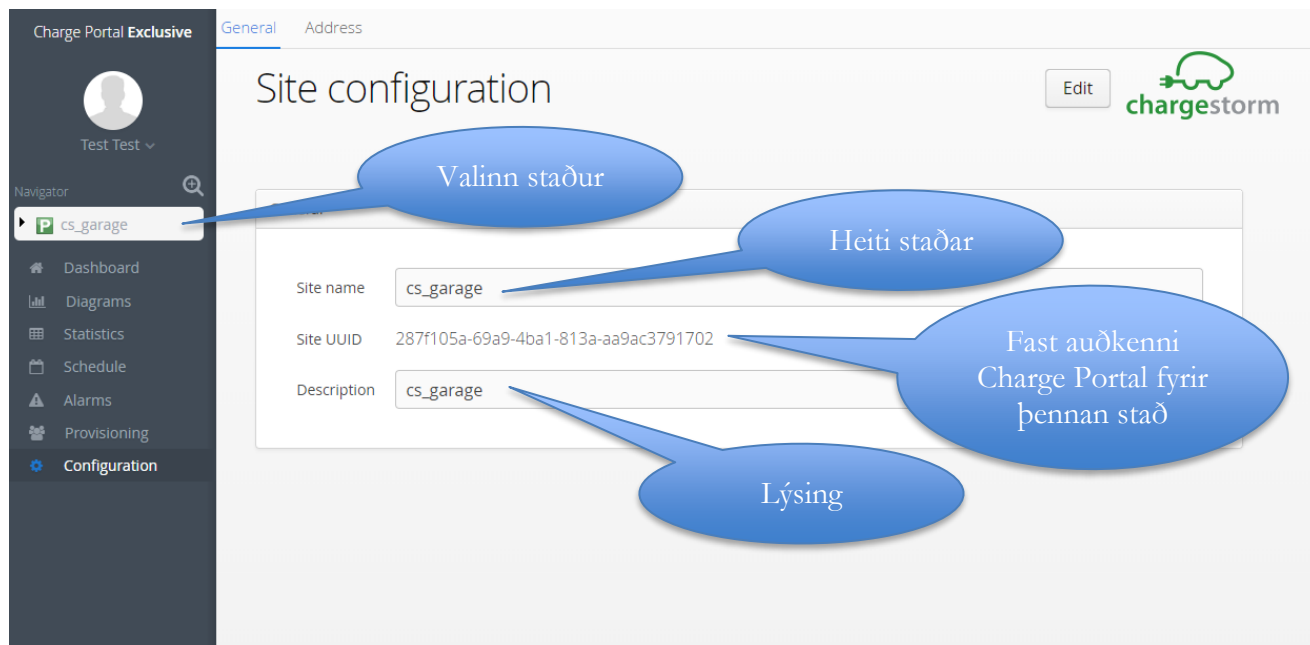 Charge Portal Exclusive
General Address
Site configuration
Edit
chargestorm
Test Test
Navigator
cs_garage
Dashboard
Diagrams
Statistics
Schedule
Alarms
Provisioning
Configuration
Valinn staður
Heiti staðar
Site name cs_garage
Site UUID 287f105a-69a9-4ba1-813a-aa9ac3791702
Fast auðkenni
Charge Portal fyrir
þennan stað
Description cs_garage
Lýsing